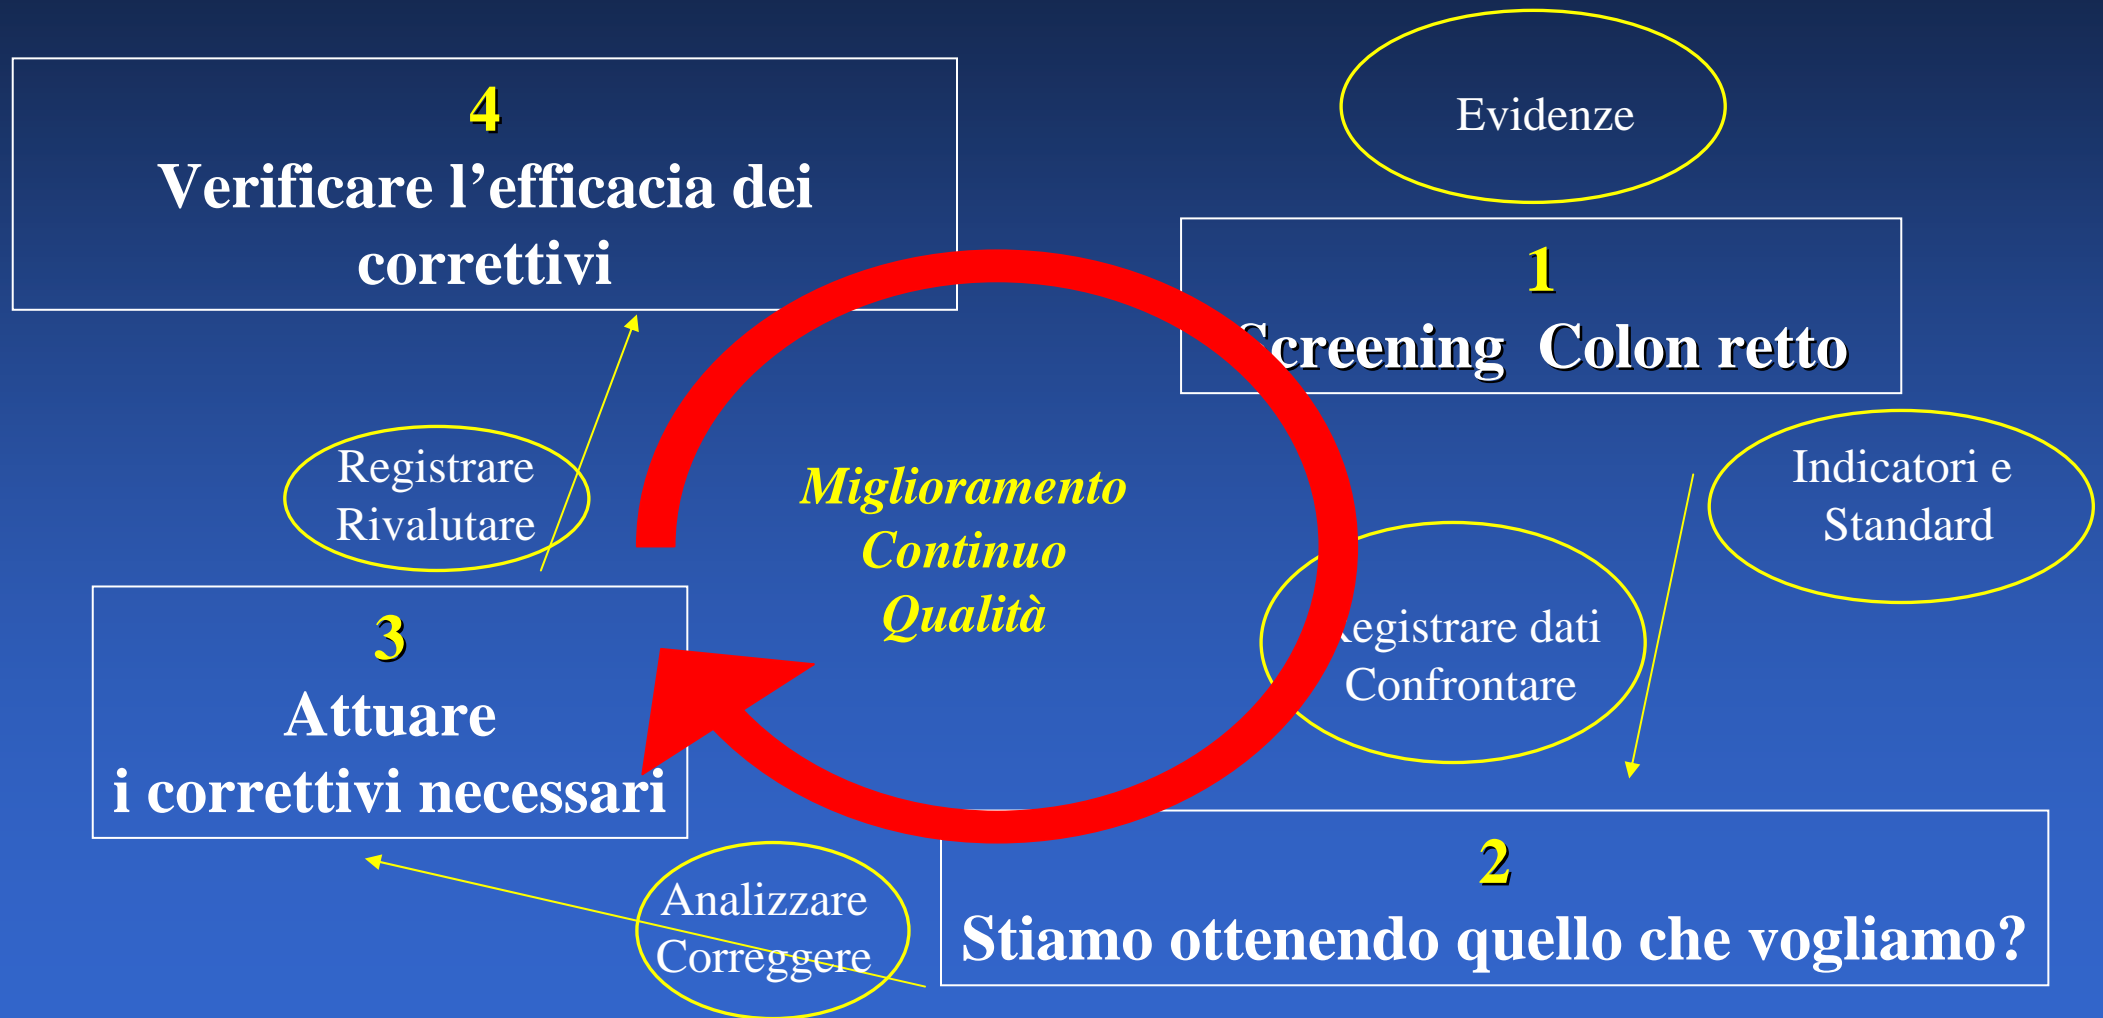 Evidenze
1
Screening Colon retto
Indicatori e
Standard
Registrare dati
Confrontare
2
Stiamo ottenendo quello che vogliamo?
Analizzare
Correggere
3
Attuare
i correttivi necessari
Registrare
Rivalutare
4
Verificare l’efficacia dei
correttivi
Miglioramento
Continuo
Qualità